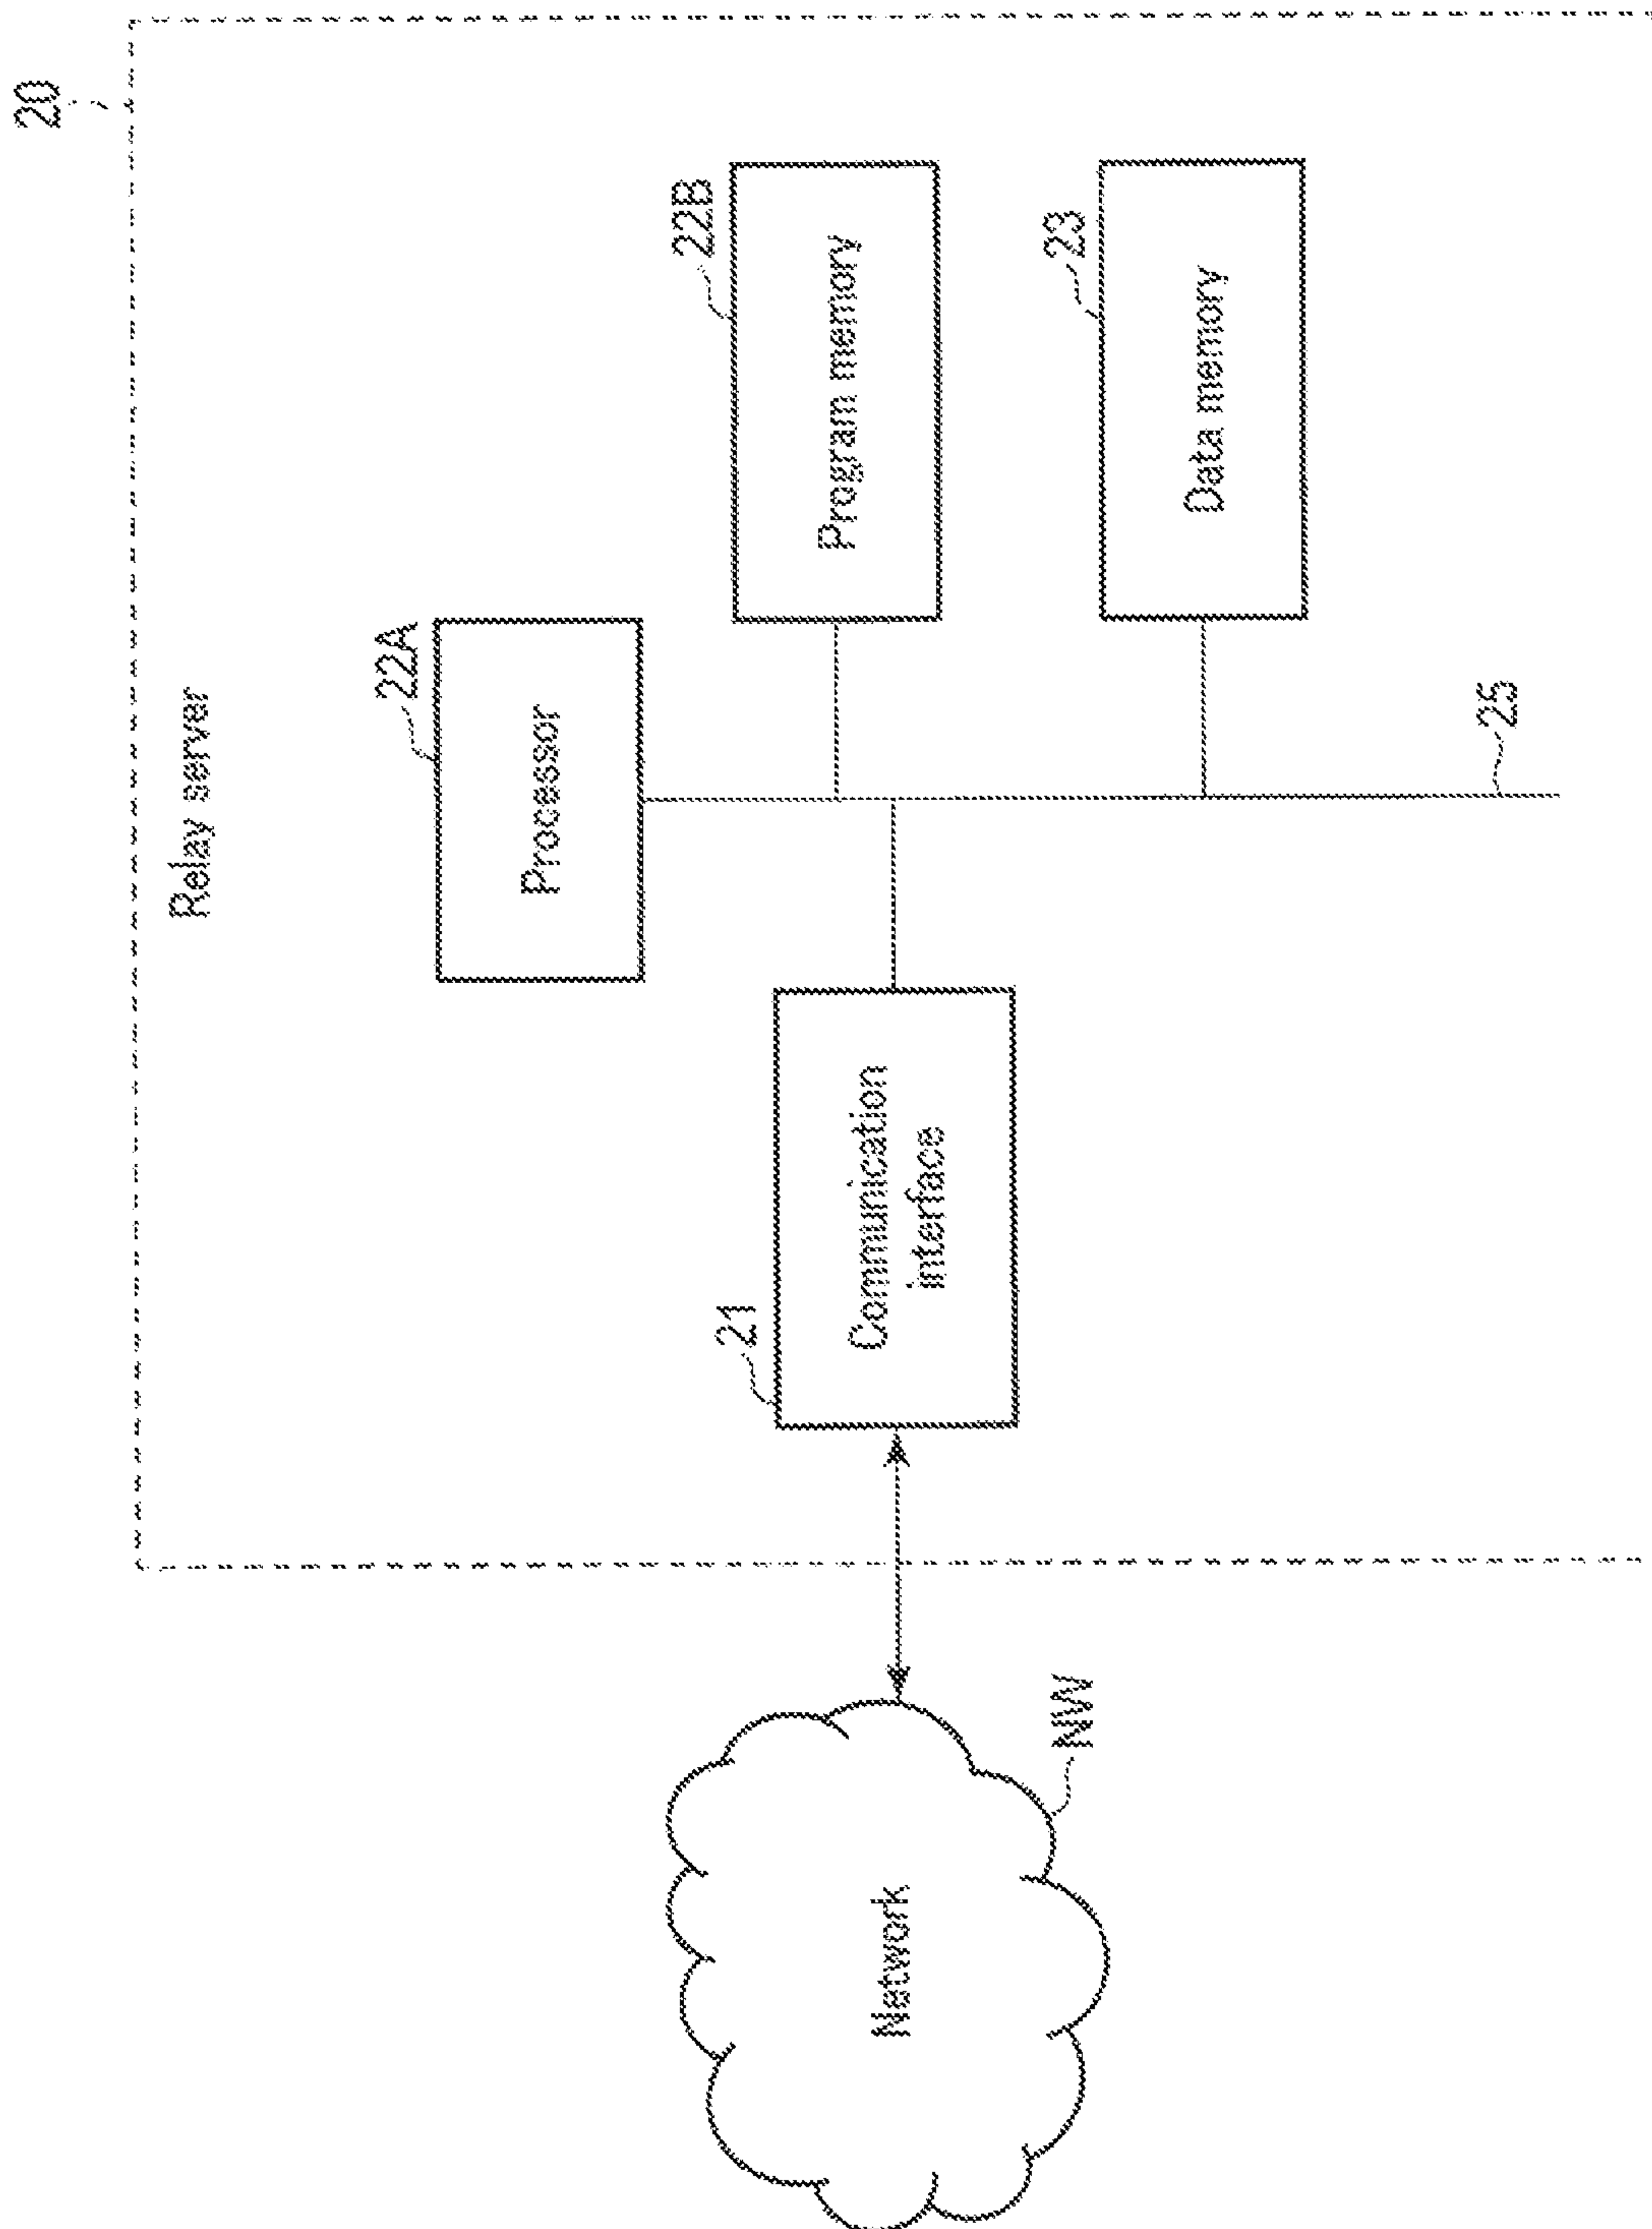 20
Relay server
22A
Processor
22B
Program memory
21
Communication
interface
23
Data memory
25
Network
NW